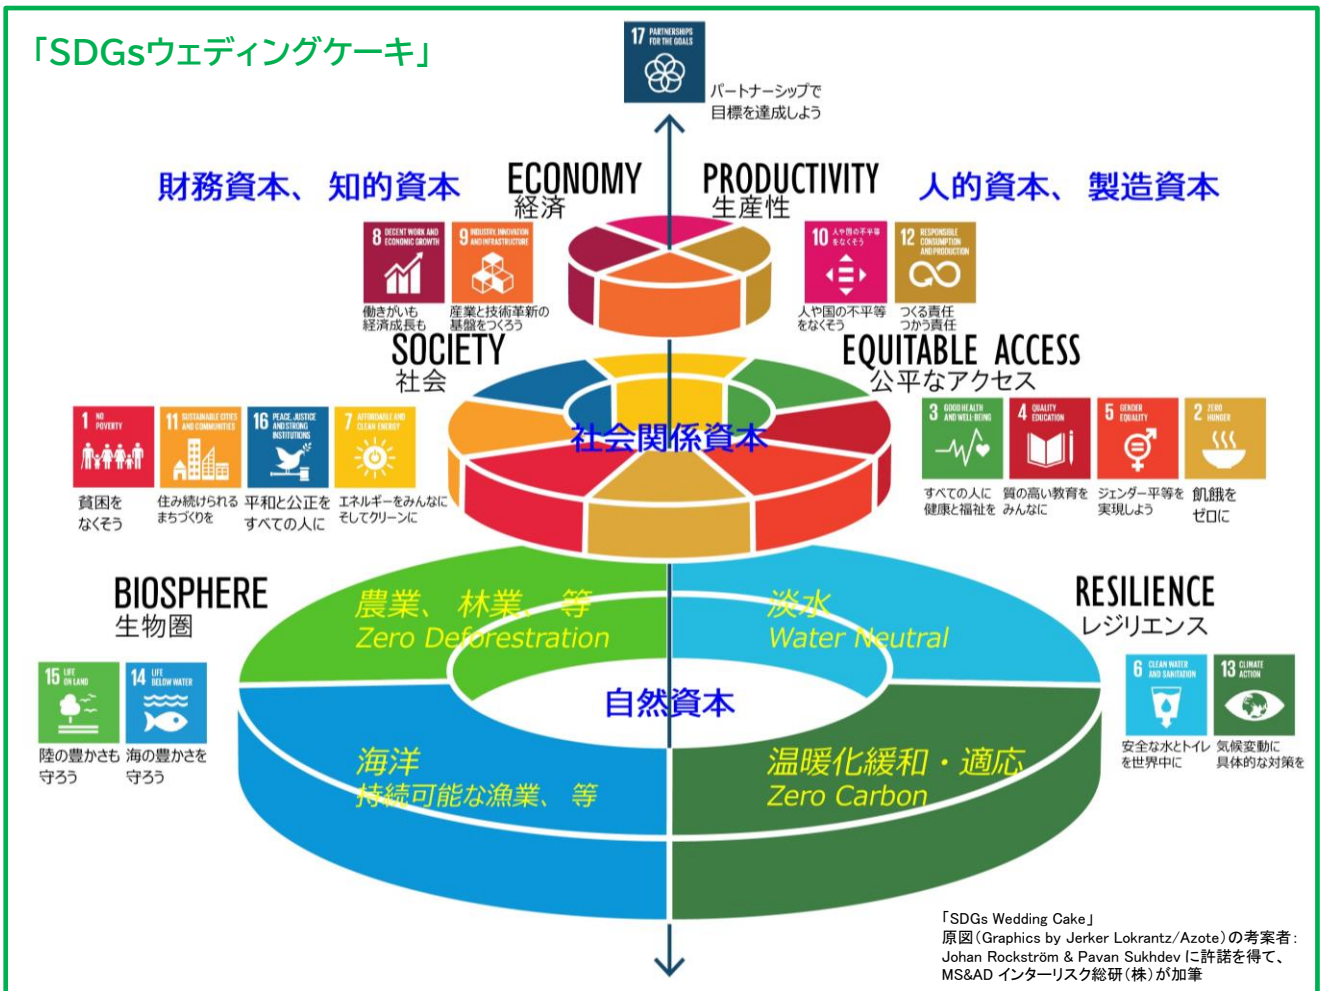 「SDGsウェディングケーキ」
17 PARTNERSHIPS
FOR THE GOALS
パートナーシップで
目標を達成しよう
財務資本、知的資本
ECONOMY
経済
PRODUCTIVITY
生産性
人的資本、製造資本
8 DECENT WORK AND
ECONOMIC GROWTH
働きがいも
経済成長も
9 INDUSTRY, INNOVATION
AND INFRASTRUCTURE
産業と技術革新の
基盤をつくろう
10 人や国の不平等
をなくそう
人や国の不平等
をなくそう
12 RESPONSIBLE
CONSUMPTION
AND PRODUCTION
つくる責任
つかう責任
SOCIETY
社会
EQUITABLE ACCESS
公平なアクセス
1 NO
POVERTY
貧困を
なくそう
11 SUSTAINABLE CITIES
AND COMMUNITIES
住み続けられる
まちづくりを
16 PEACE, JUSTICE
AND STRONG
INSTITUTIONS
平和と公正を
すべての人に
7 AFFORDABLE AND
CLEAN ENERGY
エネルギーをみんなに
そしてクリーンに
社会関係資本
3 GOOD HEALTH
AND WELL-BEING
すべての人に
健康と福祉を
4 QUALITY
EDUCATION
質の高い教育を
みんなに
5 GENDER
EQUALITY
ジェンダー平等を
実現しよう
2 ZERO
HUNGER
飢餓を
ゼロに
BIOSPHERE
生物圏
RESILIENCE
レジリエンス
農業、林業、等
Zero Deforestration
淡水
Water Neutral
15 LIFE
ON LAND
陸の豊かさも
守ろう
14 LIFE
BELOW WATER
海の豊かさを
守ろう
自然資本
6 CLEAN WATER
AND SANITATION
安全な水とトイレ
を世界中に
13 CLIMATE
ACTION
気候変動に
具体的な対策を
海洋
持続可能な漁業、等
温暖化緩和・適応
Zero Carbon
「SDGs Wedding Cake」
原図(Graphics by Jerker Lokrantz/Azote)の考案者:
Johan Rockström & Pavan Sukhdev に許諾を得て、
MS&AD インターリスク総研(株)が加筆